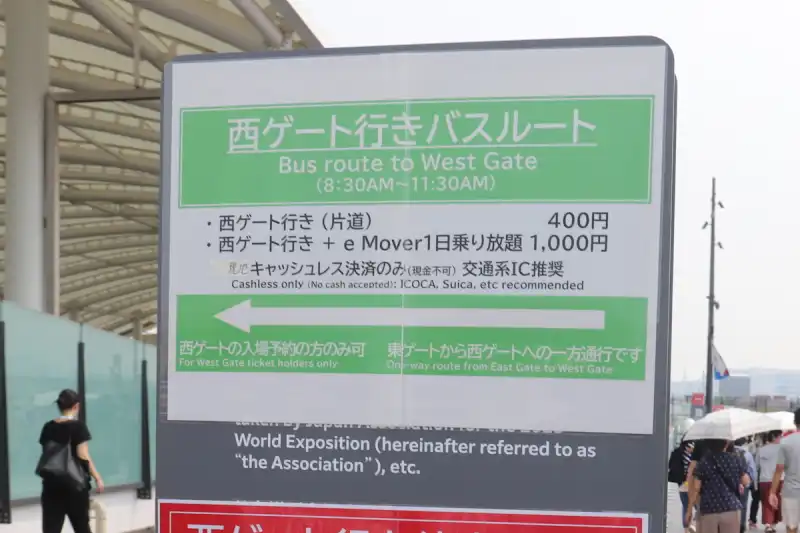 西ゲート行きバスルート
Bus route to West Gate
(8:30AM～11:30AM)
・西ゲート行き（片道） 400円
・西ゲート行き + e Mover1日乗り放題 1,000円
キャッシュレス決済のみ(現金不可) 交通系IC推奨
Cashless only (No cash accepted): ICOCA, Suica, etc recommended
西ゲートの入場予約の方のみ可 東ゲートから西ゲートへの一方通行です
For West Gate ticket holders only One-way route from East Gate to West Gate
taken by Japan Association for the 2025
World Exposition (hereinafter referred to as
"the Association"), etc.